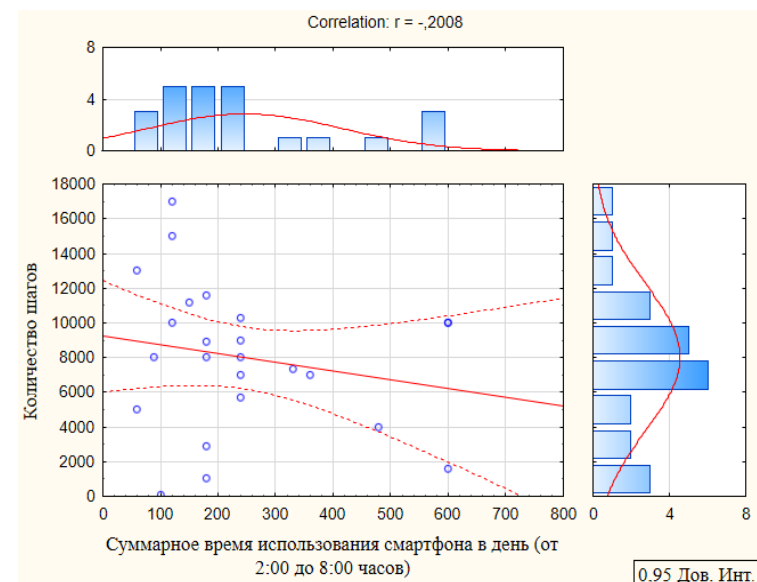 Correlation: r = -,2008
8
4
0
18000
16000
14000
12000
10000
8000
6000
4000
2000
0
Количество шагов
0 100 200 300 400 500 600 700 800
0 4 8
Суммарное время использования смартфона в день (от
2:00 до 8:00 часов)
0,95 Дов. Инт.